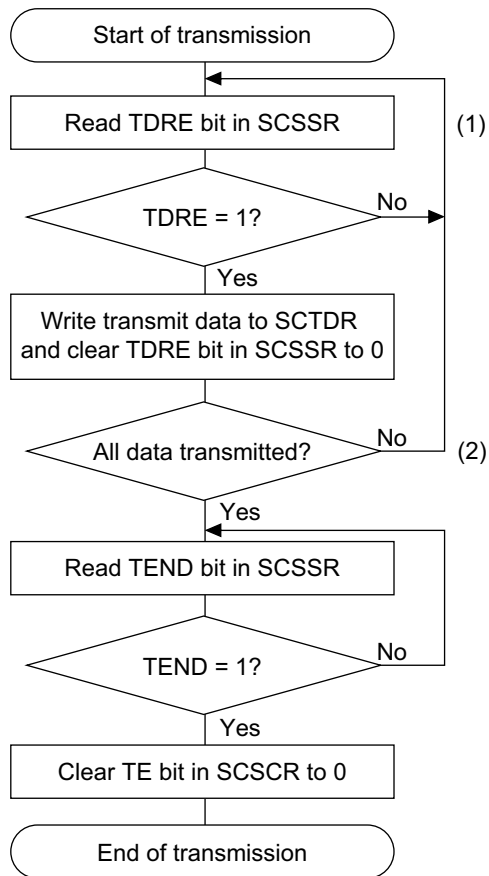 Start of transmission
Read TDRE bit in SCSSR
(1)
TDRE = 1?
No
Yes
Write transmit data to SCTDR
and clear TDRE bit in SCSSR to 0
All data transmitted?
No
(2)
Yes
Read TEND bit in SCSSR
TEND = 1?
No
Yes
Clear TE bit in SCSCR to 0
End of transmission